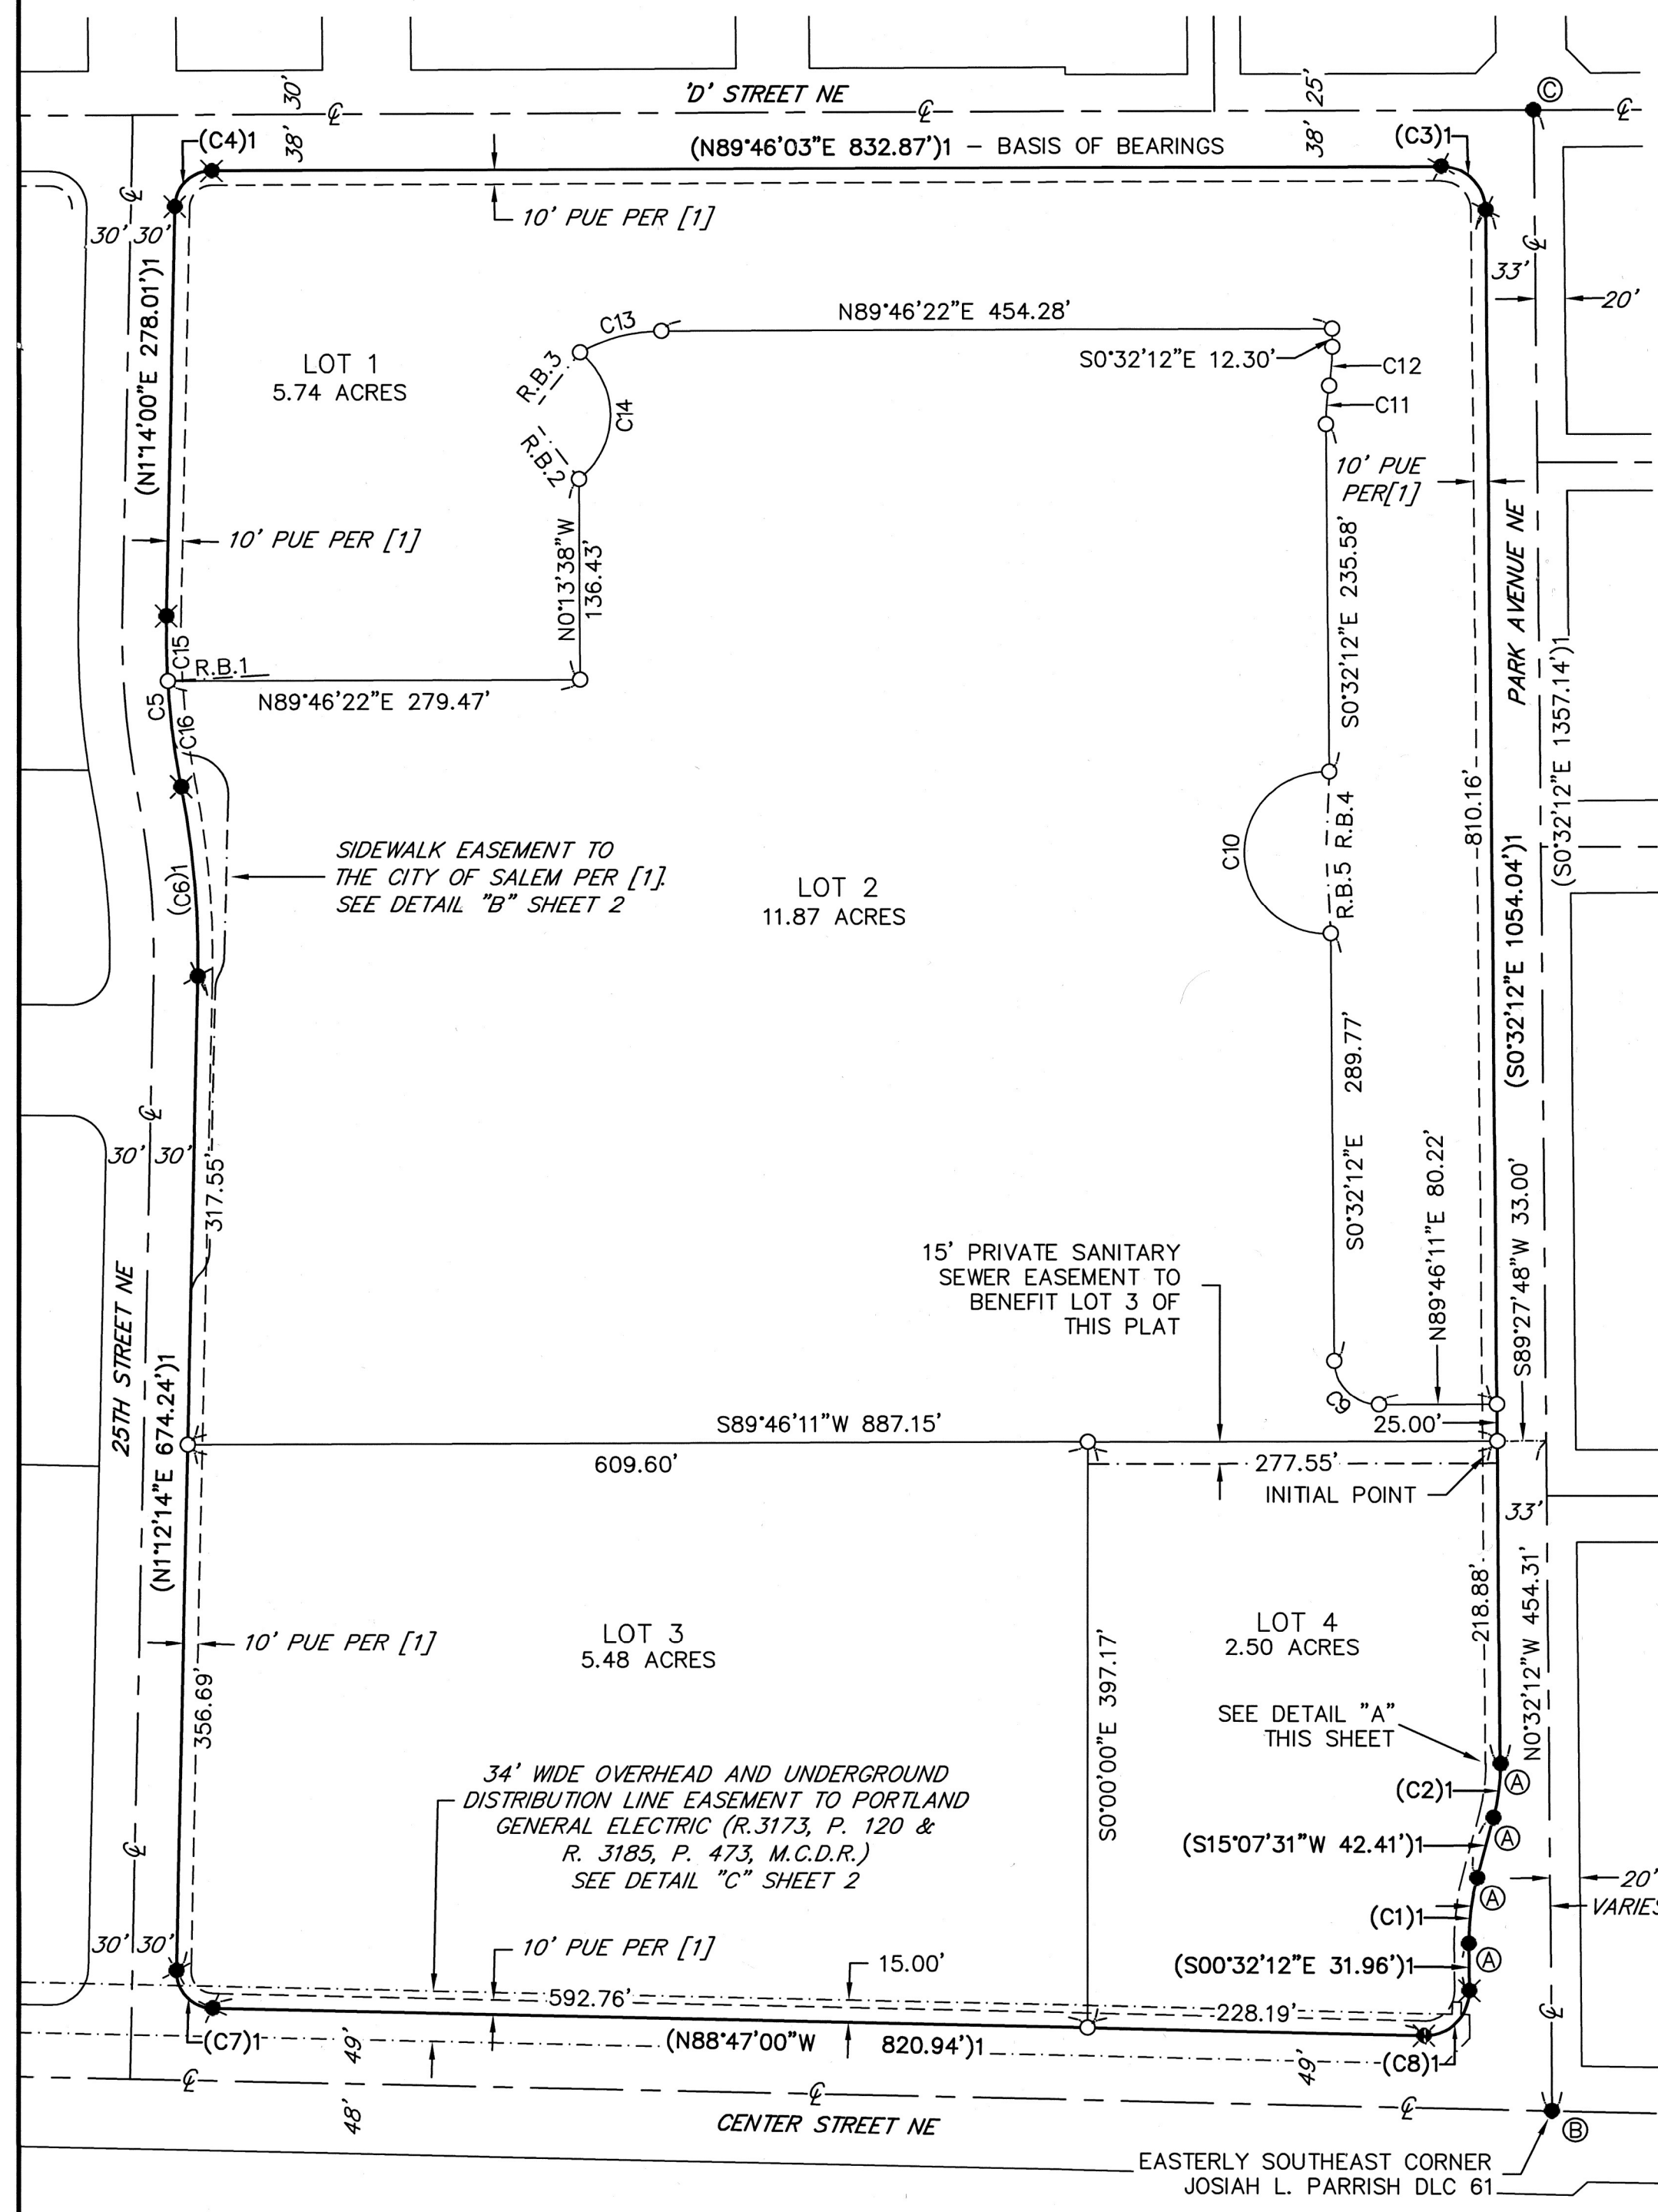 30'
38'
'D' STREET NE
25'
38'
Ⓒ
℄
℄
℄
(C4)1
(N89°46'03"E 832.87')1 – BASIS OF BEARINGS
(C3)1
℄
30' 30'
10' PUE PER [1]
℄
33'
20'
(N1°14'00"E 278.01')1
LOT 1
5.74 ACRES
C13
N89°46'22"E 454.28'
S0°32'12"E 12.30'
C12
C11
R.B.3
C14
R.B.2
10' PUE
PER[1]
10' PUE PER [1]
N0°13'38"W
136.43'
S0°32'12"E 235.58'
PARK AVENUE NE
(S0°32'12"E 1357.14')1
C15
R.B.1
N89°46'22"E 279.47'
C5
C16
810.16'
(S0°32'12"E 1054.04')1
SIDEWALK EASEMENT TO
THE CITY OF SALEM PER [1].
SEE DETAIL "B" SHEET 2
(C6)1
LOT 2
11.87 ACRES
C10
R.B.4
R.B.5
℄
30' 30'
317.55'
S0°32'12"E 289.77'
N89°46'11"E 80.22'
S89°27'48"W 33.00'
15' PRIVATE SANITARY
SEWER EASEMENT TO
BENEFIT LOT 3 OF
THIS PLAT
25TH STREET NE
(N1°12'14"E 674.24')1
C9
25.00'
S89°46'11"W 887.15'
609.60'
277.55'
INITIAL POINT
33'
218.88'
N0°32'12"W 454.31'
LOT 3
5.48 ACRES
LOT 4
2.50 ACRES
10' PUE PER [1]
356.69'
S0°00'00"E 397.17'
SEE DETAIL "A"
THIS SHEET
34' WIDE OVERHEAD AND UNDERGROUND
DISTRIBUTION LINE EASEMENT TO PORTLAND
GENERAL ELECTRIC (R.3173, P. 120 &
R. 3185, P. 473, M.C.D.R.)
SEE DETAIL "C" SHEET 2
(C2)1
Ⓐ
(S15°07'31"W 42.41')1
Ⓐ
℄
Ⓐ
20'
VARIES
(C1)1
30' 30'
10' PUE PER [1]
15.00'
(S00°32'12"E 31.96')1
Ⓐ
592.76'
228.19'
℄
(C7)1
49'
(N88°47'00"W 820.94')1
49'
(C8)1
℄
℄
℄
48'
CENTER STREET NE
Ⓑ
EASTERLY SOUTHEAST CORNER
JOSIAH L. PARRISH DLC 61